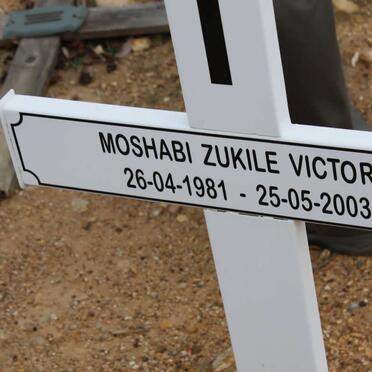 MOSHABI ZUKILE VICTOR
26-04-1981 - 25-05-2003